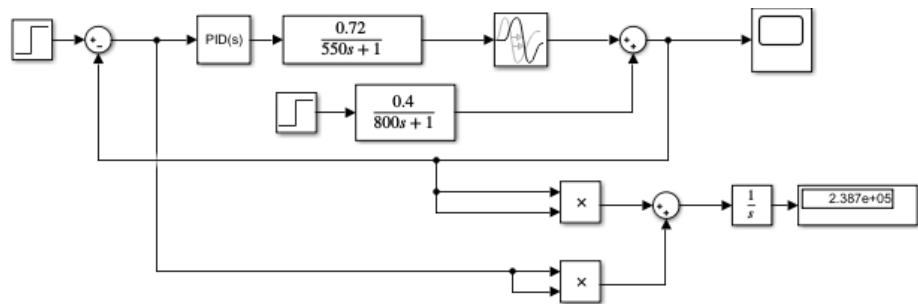 +
−
PID(s)
0.72
550s + 1
+
+
0.4
800s + 1
×
+
+
1
s
2.387e+05
×